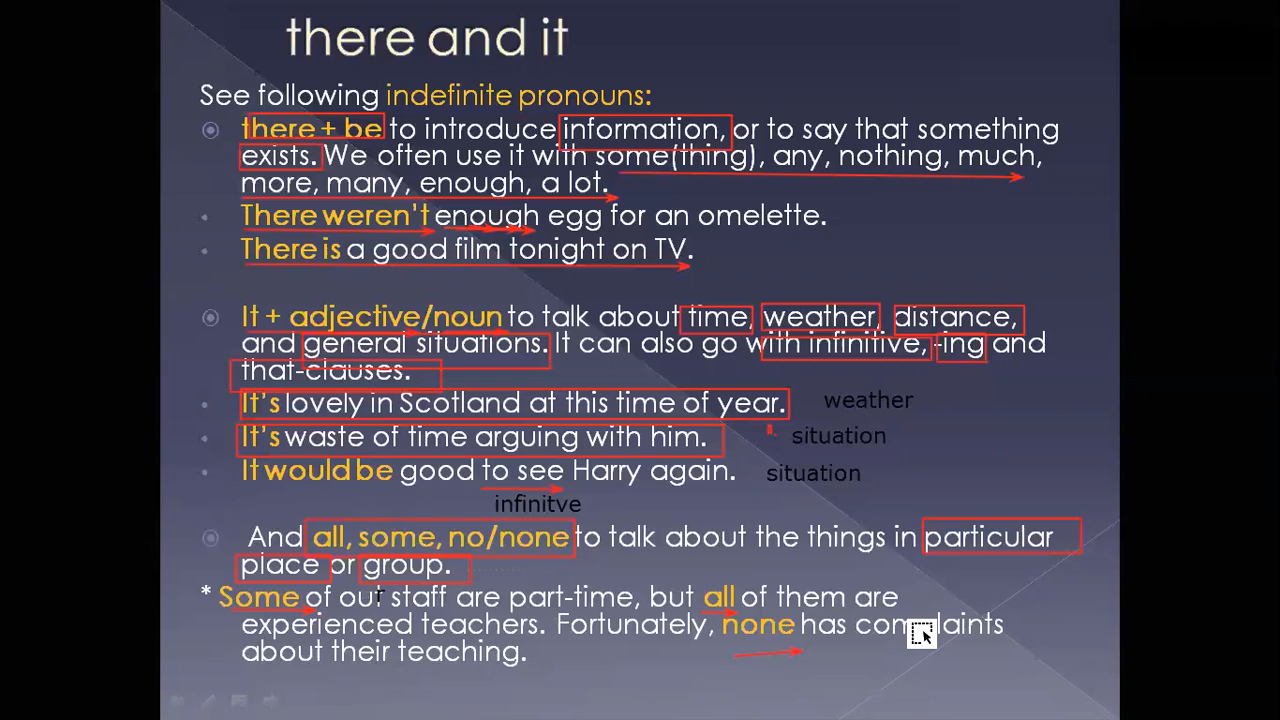 there and it
See following indefinite pronouns:
there + be to introduce information, or to say that something
exists. We often use it with some(thing), any, nothing, much,
more, many, enough, a lot.
There weren't enough egg for an omelette.
There is a good film tonight on TV.
It + adjective/noun to talk about time, weather, distance,
and general situations. It can also go with infinitive, -ing and
that-clauses.
It's lovely in Scotland at this time of year. weather
It's waste of time arguing with him. situation
It would be good to see Harry again. situation
infinitve
And all, some, no/none to talk about the things in particular
place or group.
* Some of our staff are part-time, but all of them are
experienced teachers. Fortunately, none has complaints
about their teaching.